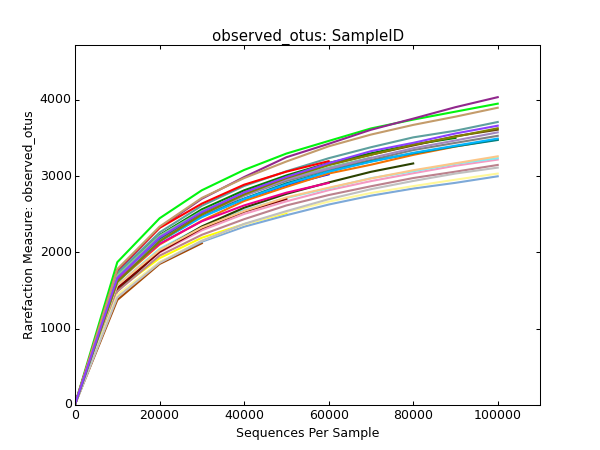 observed_otus: SampleID
4000
3000
2000
1000
0
0 20000 40000 60000 80000 100000
Sequences Per Sample
Rarefaction Measure: observed_otus